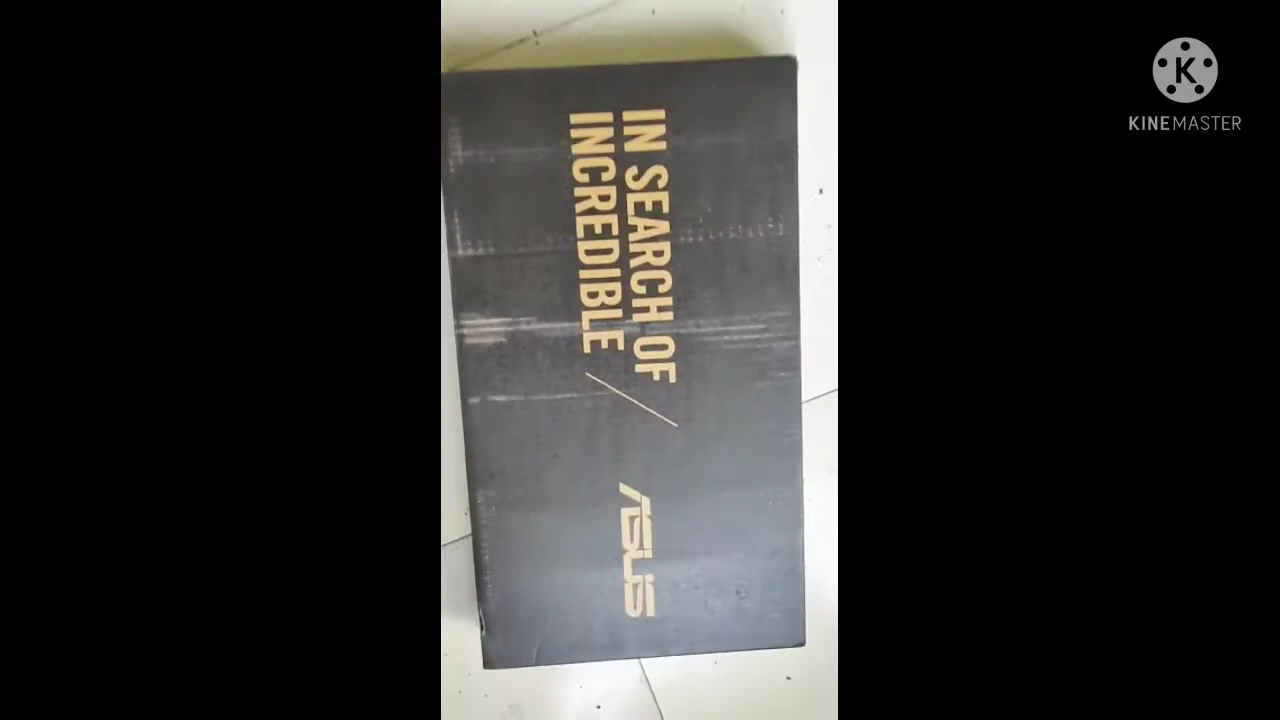 IN SEARCH OF
INCREDIBLE
ASUS
K
KINEMASTER